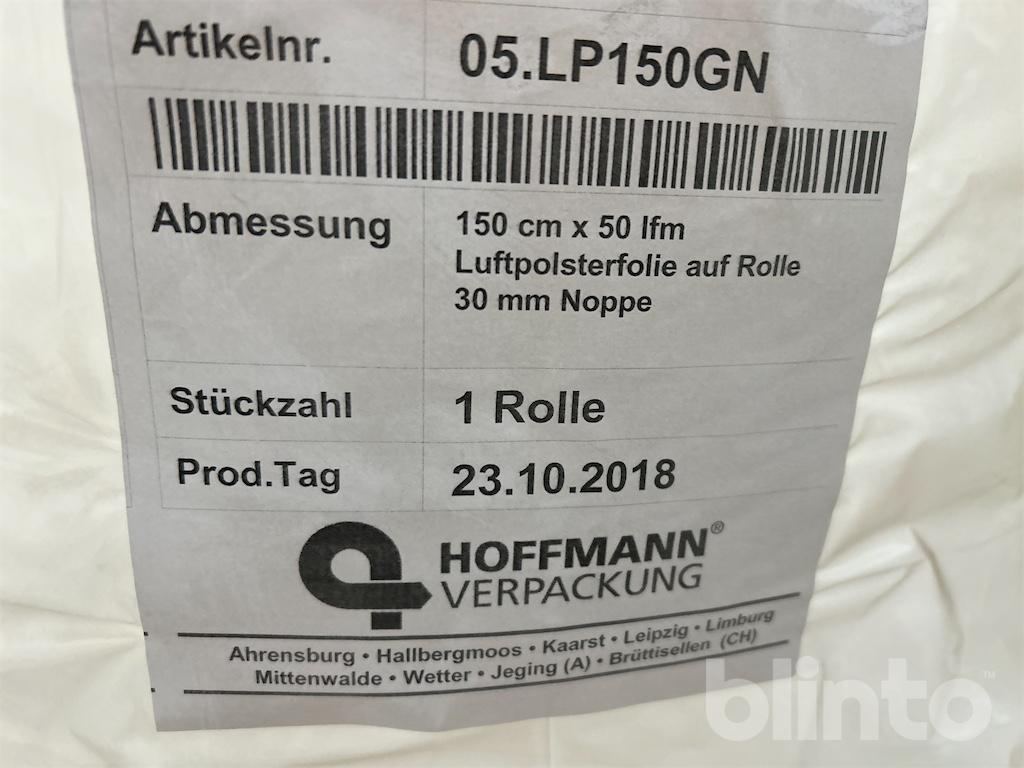 Artikelnr. 05.LP150GN
Abmessung 150 cm x 50 lfm
Luftpolsterfolie auf Rolle
30 mm Noppe
Stückzahl 1 Rolle
Prod.Tag 23.10.2018
HOFFMANN®
VERPACKUNG
Ahrensburg • Hallbergmoos • Kaarst • Leipzig • Limburg
Mittenwalde • Wetter • Jeging (A) • Brüttisellen (CH)
blinto™